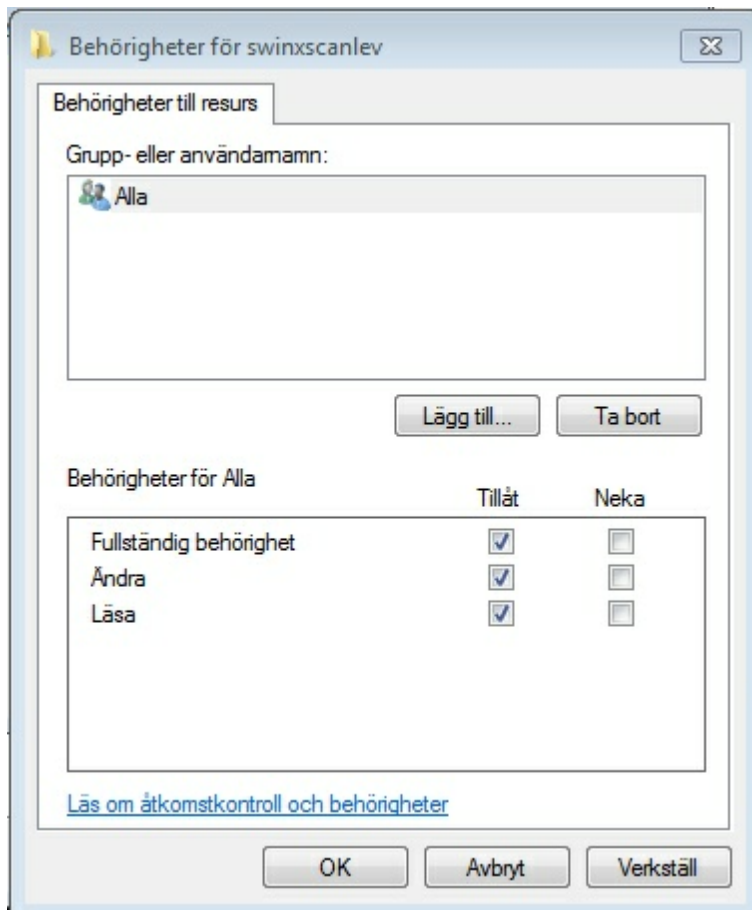 Behörigheter för swinxscanlev
Behörigheter till resurs
Grupp- eller användarnamn:
Alla
Lägg till...
Ta bort
Behörigheter för Alla
Tillåt
Neka
Fullständig behörighet
Ändra
Läsa
Läs om åtkomstkontroll och behörigheter
OK
Avbryt
Verkställ